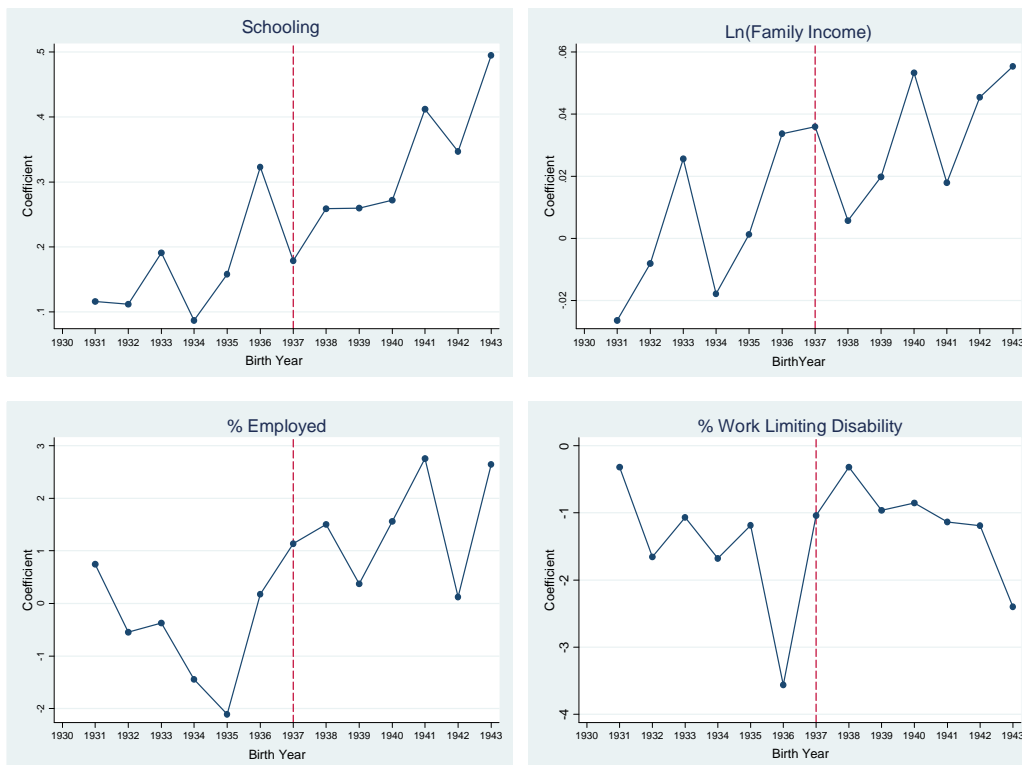 Schooling
Coefficient
.5
.4
.3
.2
.1
1930 1931 1932 1933 1934 1935 1936 1937 1938 1939 1940 1941 1942 1943
Birth Year
Ln(Family Income)
Coefficient
.06
.04
.02
0
-.02
1930 1931 1932 1933 1934 1935 1936 1937 1938 1939 1940 1941 1942 1943
BirthYear
% Employed
Coefficient
3
2
1
0
-1
-2
1930 1931 1932 1933 1934 1935 1936 1937 1938 1939 1940 1941 1942 1943
Birth Year
% Work Limiting Disability
Coefficient
0
-1
-2
-3
-4
1930 1931 1932 1933 1934 1935 1936 1937 1938 1939 1940 1941 1942 1943
Birth Year